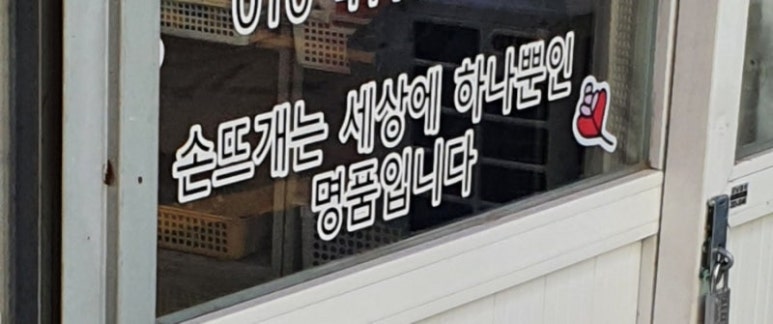 손뜨개는 세상에 하나뿐인
명품입니다